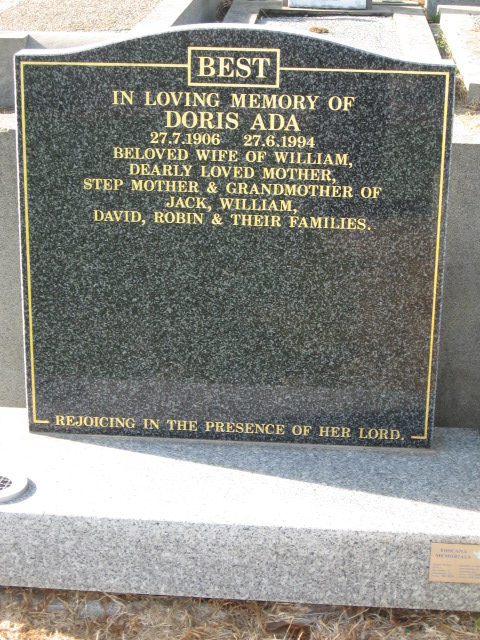 BEST
IN LOVING MEMORY OF
DORIS ADA
27.7.1906 27.6.1994
BELOVED WIFE OF WILLIAM,
DEARLY LOVED MOTHER,
STEP MOTHER & GRANDMOTHER OF
JACK, WILLIAM,
DAVID, ROBIN & THEIR FAMILIES.
REJOICING IN THE PRESENCE OF HER LORD.
MEMORIALS